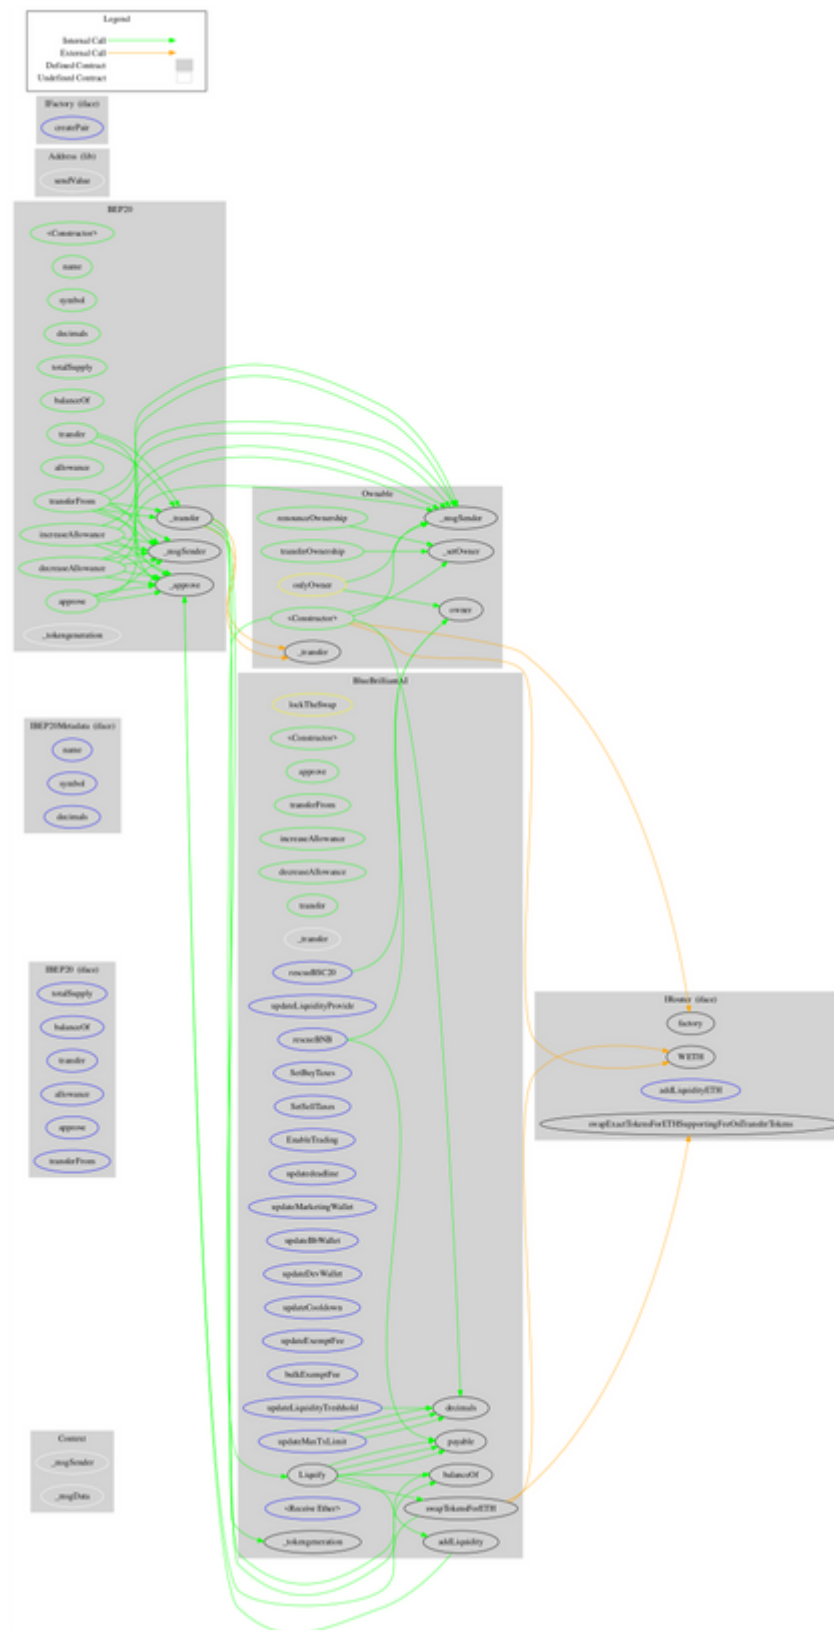 Legend
Internal Call
External Call
Defined Contract
Undefined Contract
IFactory (iface)
createPair
Address (lib)
sendValue
BEP20
<Constructor>
name
symbol
decimals
totalSupply
balanceOf
transfer
allowance
transferFrom
increaseAllowance
decreaseAllowance
approve
_tokengeneration
_transfer
_msgSender
_approve
Ownable
renounceOwnership
transferOwnership
onlyOwner
<Constructor>
_transfer
_msgSender
_setOwner
owner
IBEP20Metadata (iface)
name
symbol
decimals
IBEP20 (iface)
totalSupply
balanceOf
transfer
allowance
approve
transferFrom
Context
_msgSender
_msgData
BlueBrilliantAI
lockTheSwap
<Constructor>
approve
transferFrom
increaseAllowance
decreaseAllowance
transfer
_transfer
rescueBSC20
updateLiquidityProvide
rescueBNB
SetBuyTaxes
SetSellTaxes
EnableTrading
updatedeadline
updateMarketingWallet
updateDevWallet
updateCooldown
updateExemptFee
bulkExemptFee
updateLiquidityTreshhold
updateMaxTxLimit
Liquify
<Receive Ether>
_tokengeneration
decimals
payable
balanceOf
swapTokensForETH
addLiquidity
IRouter (iface)
factory
WETH
addLiquidityETH
swapExactTokensForETHSupportingFeeOnTransferTokens